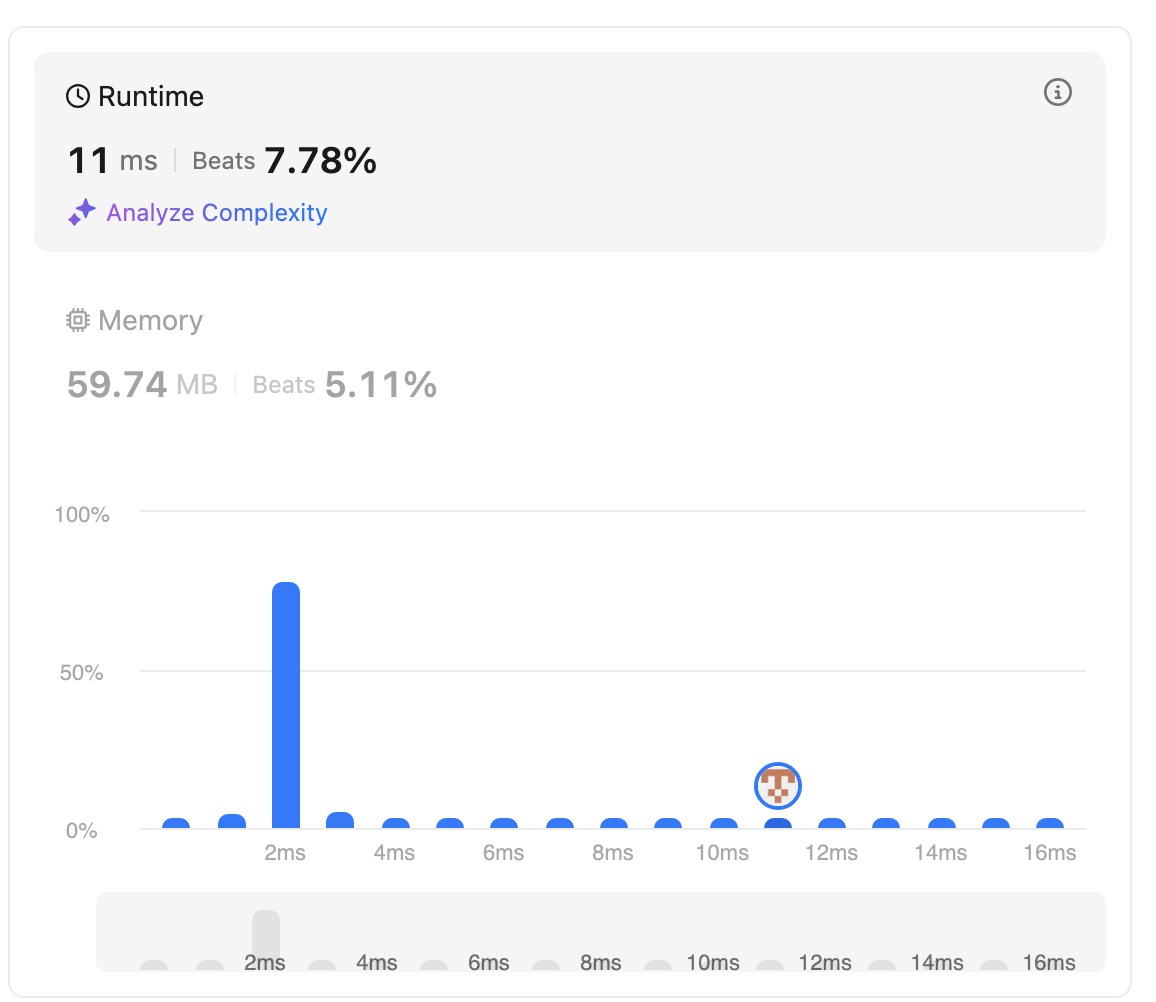 Runtime
11 ms | Beats 7.78%
Analyze Complexity
Memory
59.74 MB | Beats 5.11%
100%
50%
0%
2ms 4ms 6ms 8ms 10ms 12ms 14ms 16ms
2ms 4ms 6ms 8ms 10ms 12ms 14ms 16ms